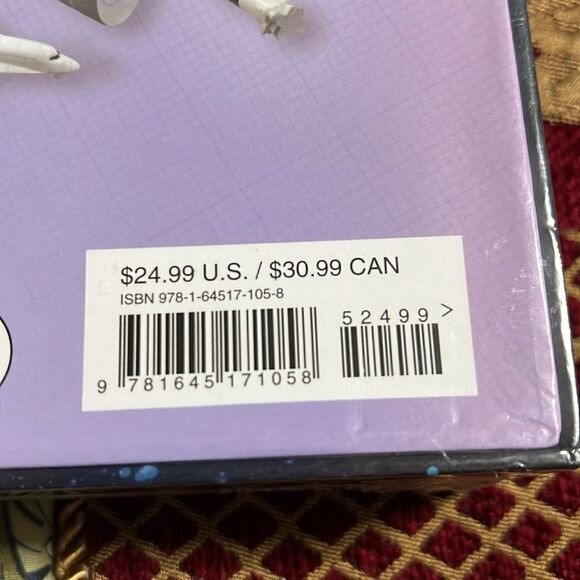 $24.99 U.S. / $30.99 CAN
ISBN 978-1-64517-105-8
52499 >
9 781645 171058